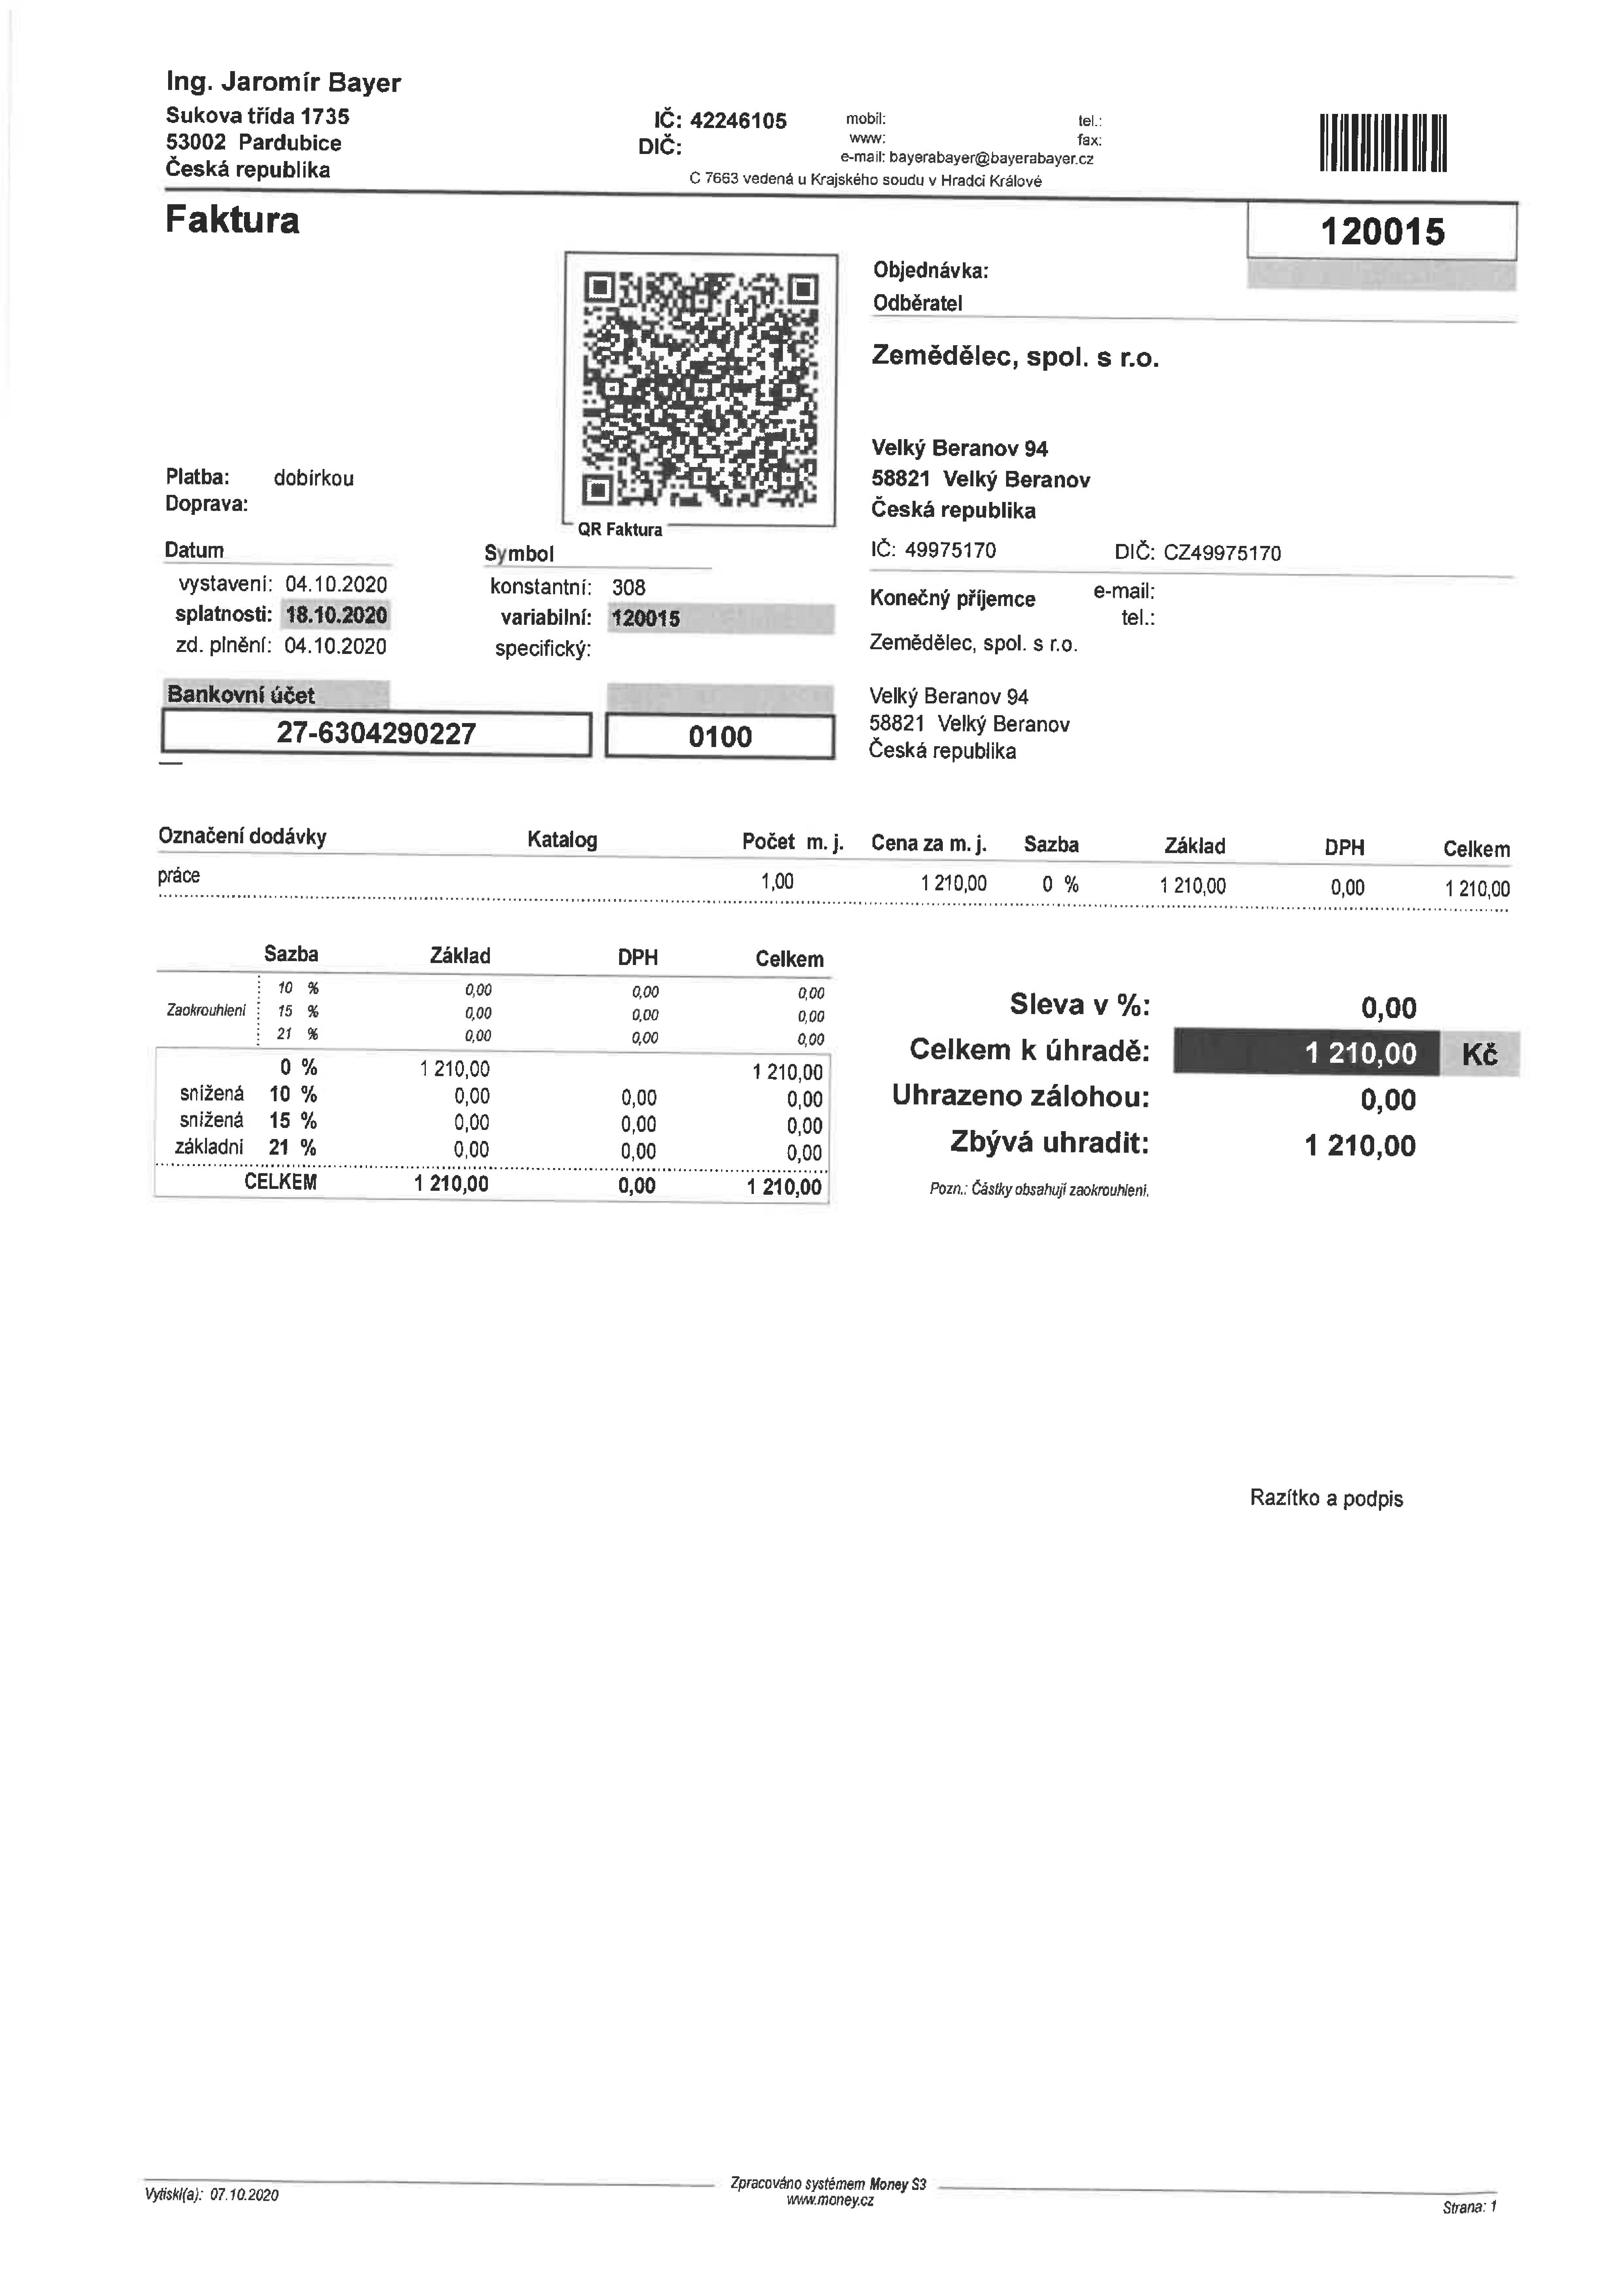 Ing. Jaromír Bayer
Sukova třída 1735
53002 Pardubice
Česká republika
IČ: 42246105
DIČ:
mobil:
tel.:
www:
fax:
e-mail: bayerabayer@bayerabayer.cz
C 7663 vedená u Krajského soudu v Hradci Králové
Faktura
120015
Objednávka:
Odběratel
Zemědělec, spol. s r.o.
Velký Beranov 94
58821 Velký Beranov
Česká republika
IČ: 49975170 DIČ: CZ49975170
Platba: dobírkou
Doprava:
QR Faktura
Datum
vystavení: 04.10.2020
splatnosti: 18.10.2020
zd. plnění: 04.10.2020
Symbol
konstantní: 308
variabilní: 120015
specifický:
Konečný příjemce
e-mail:
tel.:
Zemědělec, spol. s r.o.
Velký Beranov 94
58821 Velký Beranov
Česká republika
Bankovní účet
27-6304290227 0100
Označení dodávky Katalog Počet m. j. Cena za m. j. Sazba Základ DPH Celkem
práce 1,00 1 210,00 0 % 1 210,00 0,00 1 210,00
Sazba Základ DPH Celkem
10 % 0,00 0,00 0,00
Zaokrouhlení 15 % 0,00 0,00 0,00
21 % 0,00 0,00 0,00
0 % 1 210,00 1 210,00
snížená 10 % 0,00 0,00 0,00
snížená 15 % 0,00 0,00 0,00
základní 21 % 0,00 0,00 0,00
CELKEM 1 210,00 0,00 1 210,00
Sleva v %: 0,00
Celkem k úhradě: 1 210,00 Kč
Uhrazeno zálohou: 0,00
Zbývá uhradit: 1 210,00
Pozn.: Částky obsahují zaokrouhlení.
Razítko a podpis
Vytiskl(a): 07.10.2020
Zpracováno systémem Money S3
www.money.cz
Strana: 1